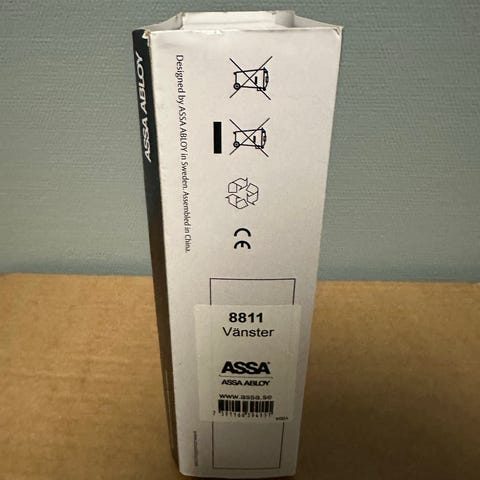 ASSA ABLOY
Designed by ASSA ABLOY in Sweden. Assembled in China.
CE
8811
Vänster
ASSA
ASSA ABLOY
www.assa.se